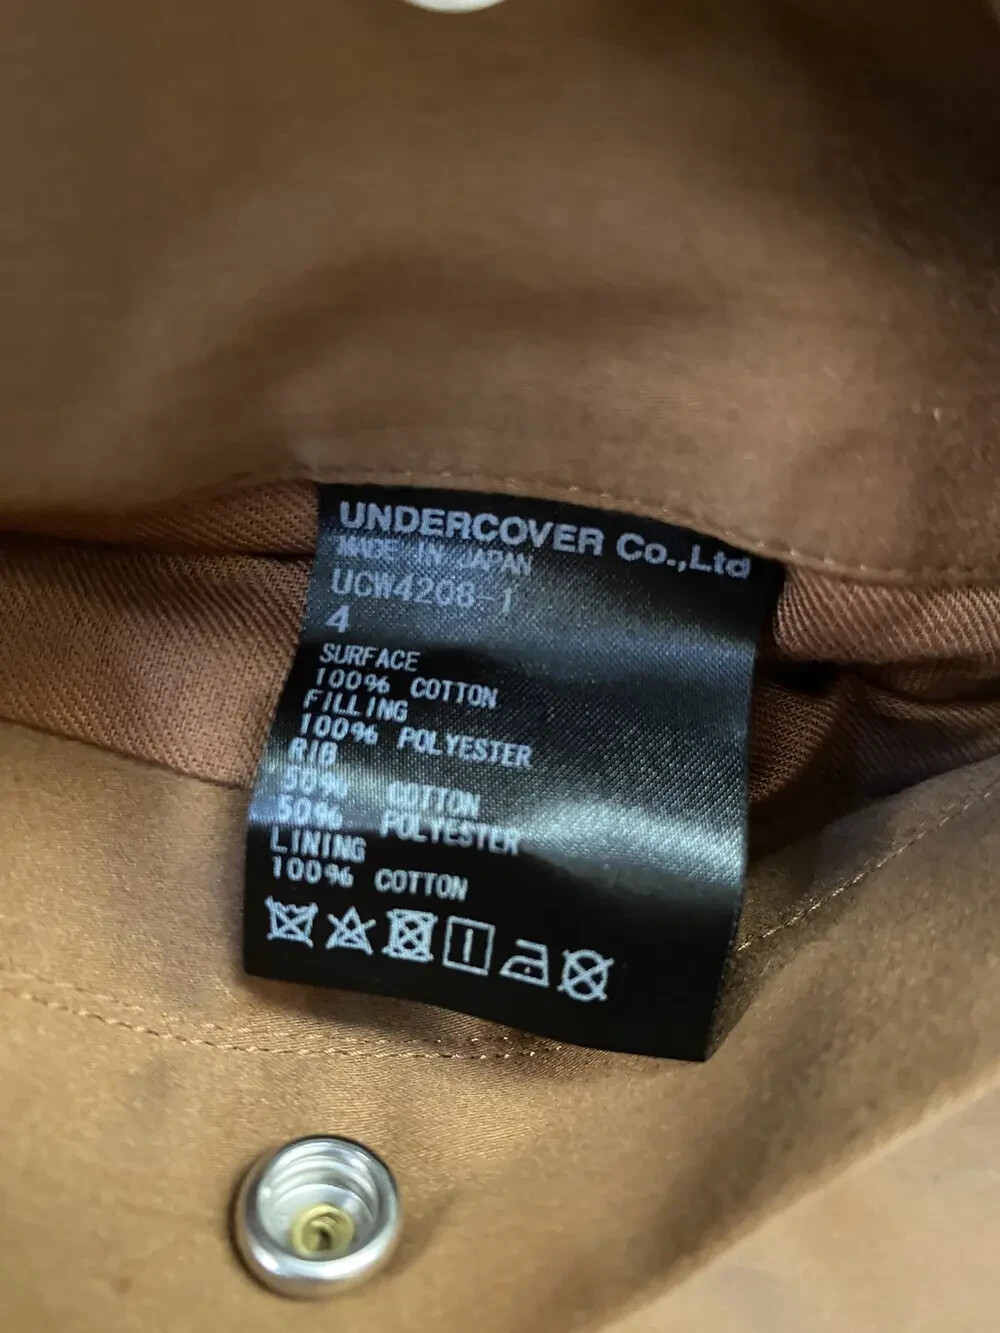 UNDERCOVER Co.,Ltd
MADE IN JAPAN
UCW4208-1
4
SURFACE
100% COTTON
FILLING
100% POLYESTER
RIB
50% COTTON
50% POLYESTER
LINING
100% COTTON